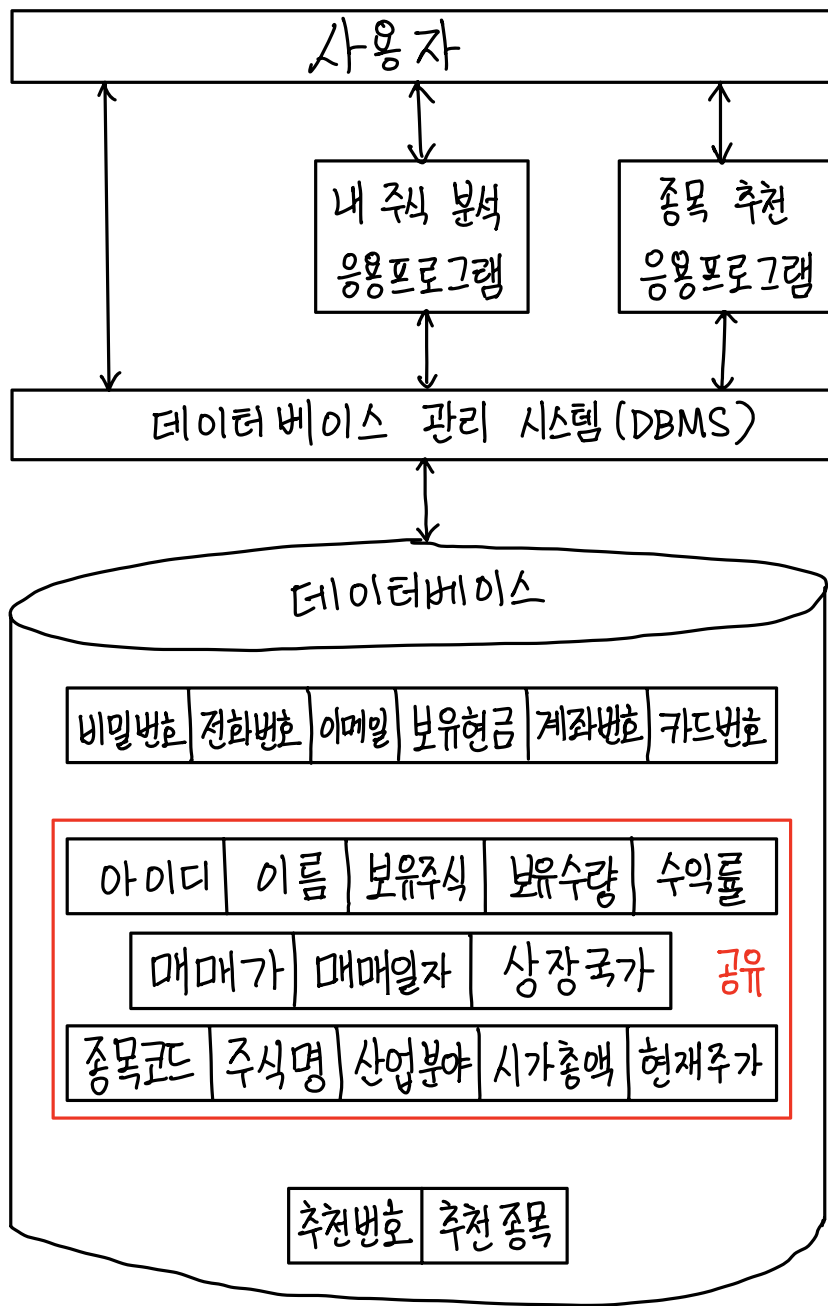 사용자
내 주식 분석 종목 추천
응용프로그램 응용프로그램
데이터베이스 관리 시스템(DBMS)
데이터베이스
비밀번호 전화번호 이메일 보유현금 계좌번호 카드번호
아이디 이름 보유주식 보유수량 수익률
매매가 매매일자 상장국가 공유
종목코드 주식명 산업분야 시가총액 현재주가
추천번호 추천종목